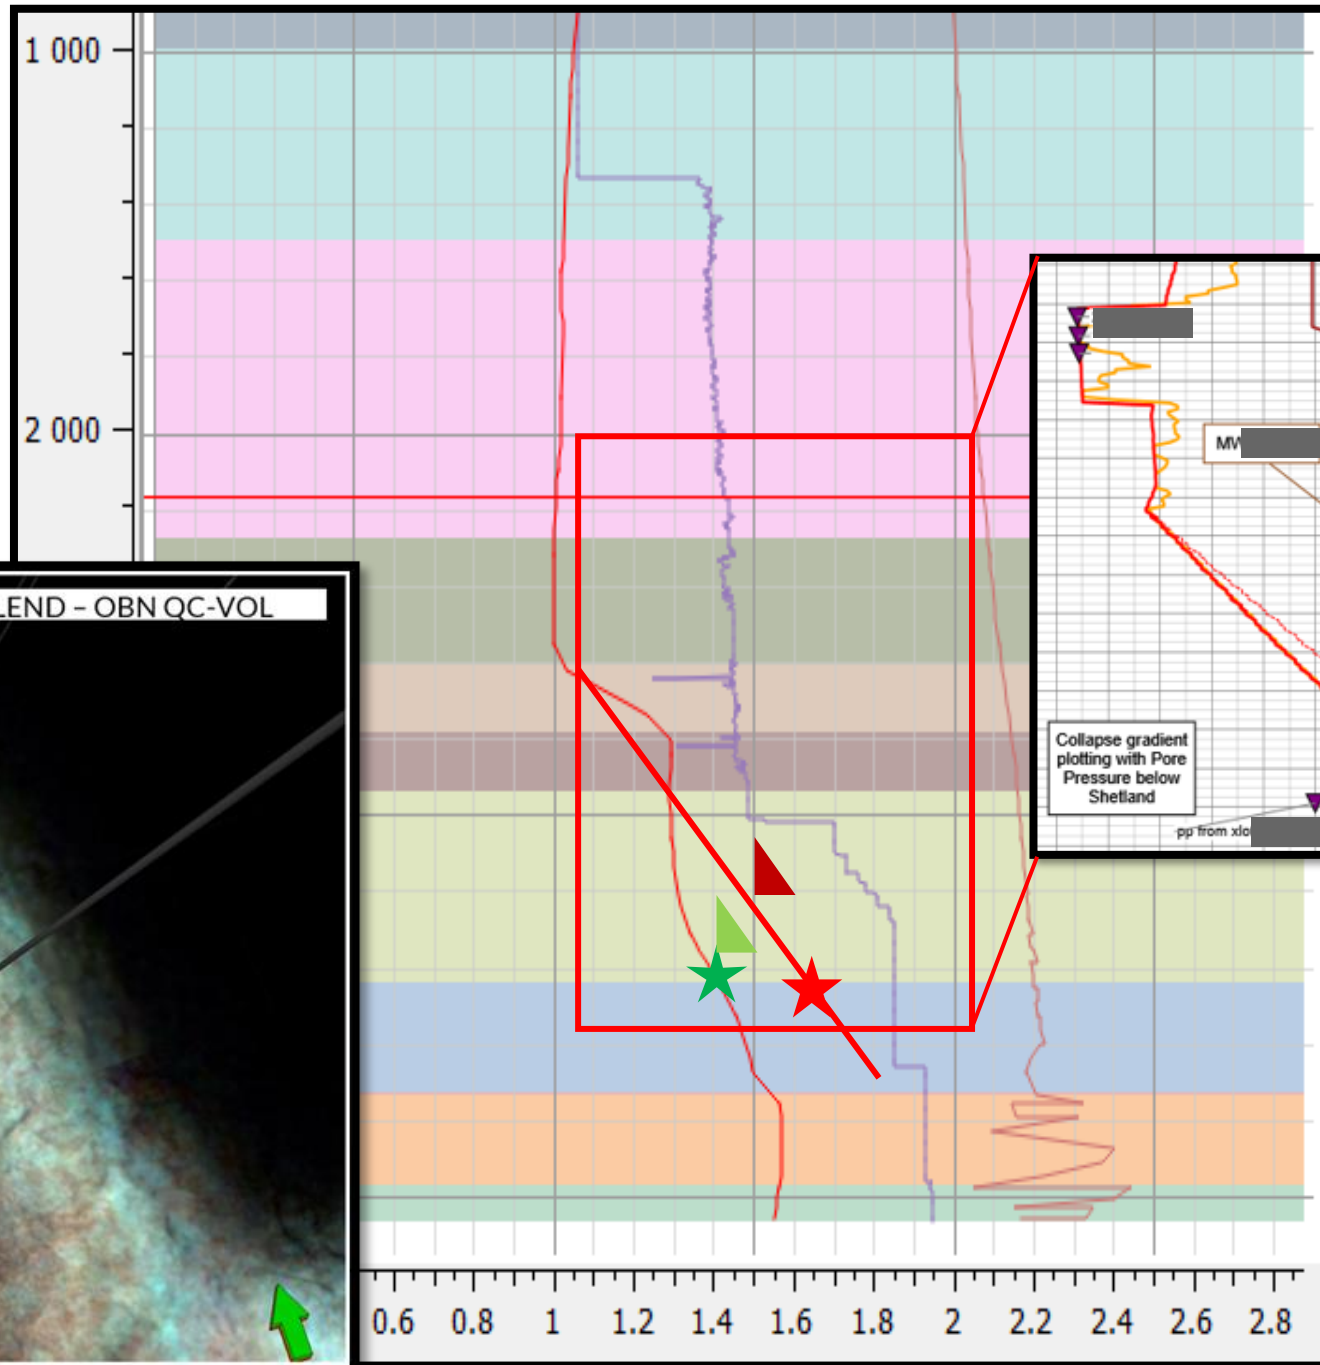 1 000
2 000
LEND – OBN QC-VOL
MW
Collapse gradient
plotting with Pore
Pressure below
Shetland
pp from xlo
0.6 0.8 1 1.2 1.4 1.6 1.8 2 2.2 2.4 2.6 2.8